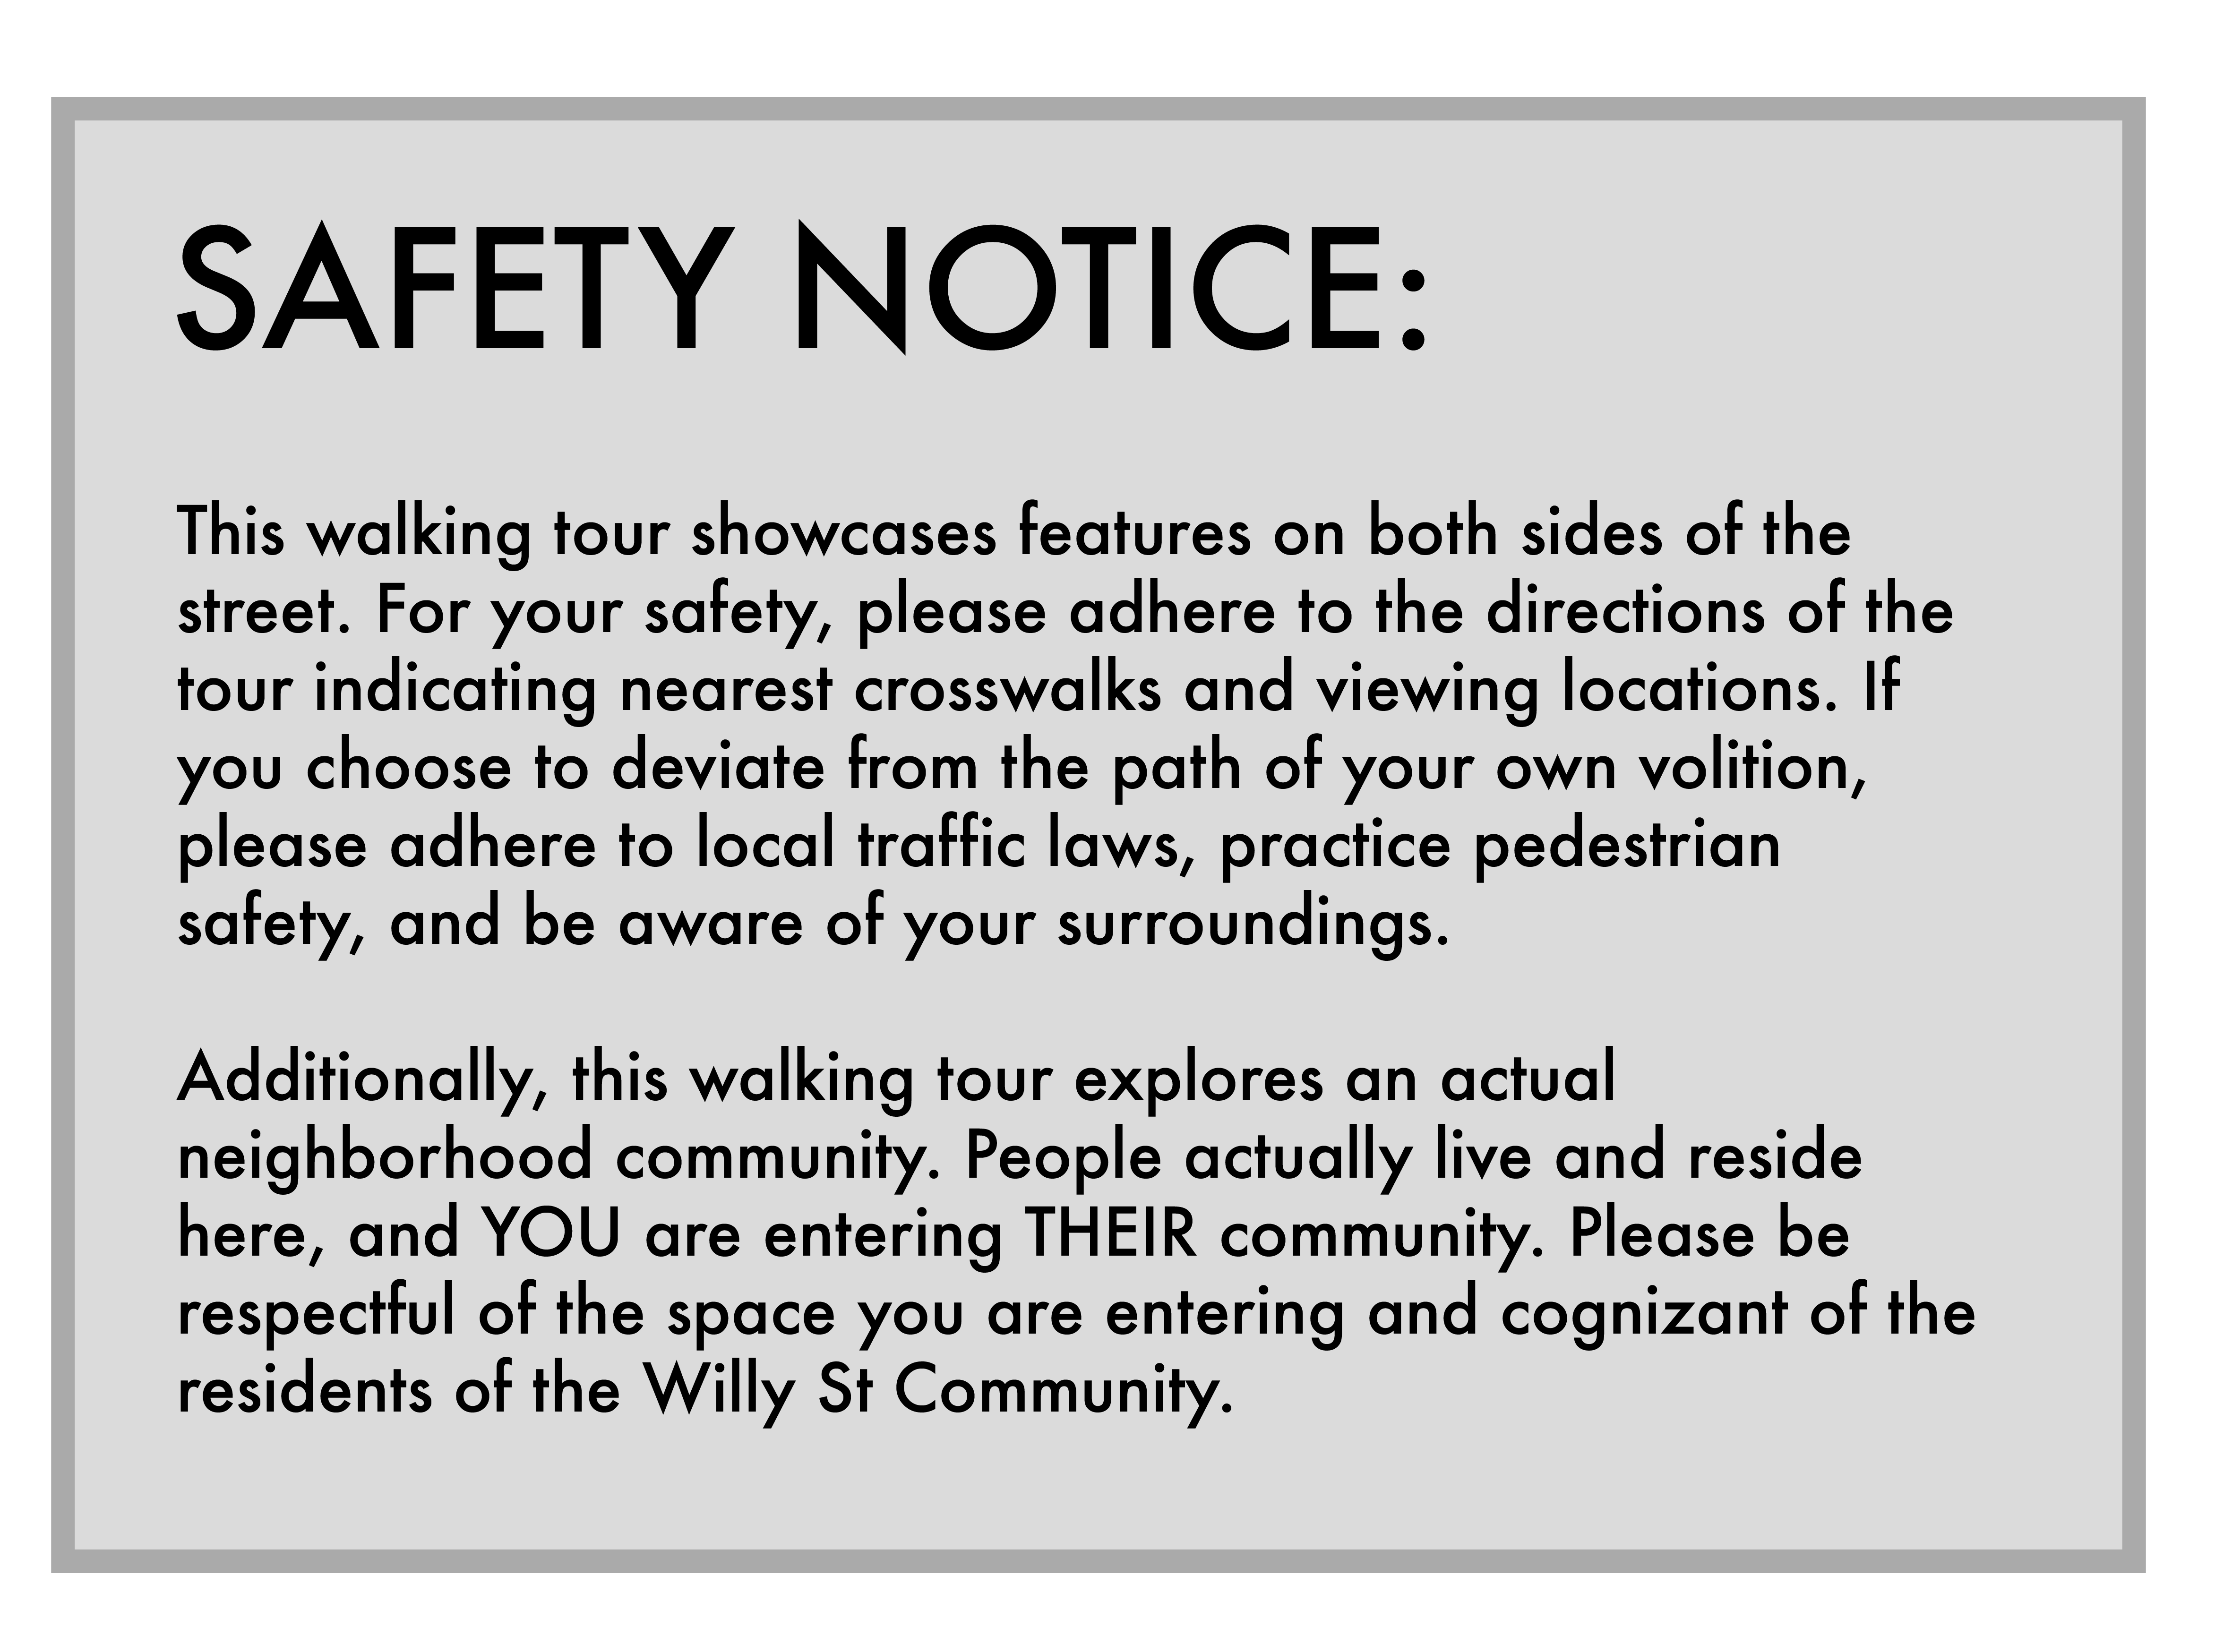 SAFETY NOTICE:
This walking tour showcases features on both sides of the
street. For your safety, please adhere to the directions of the
tour indicating nearest crosswalks and viewing locations. If
you choose to deviate from the path of your own volition,
please adhere to local traffic laws, practice pedestrian
safety, and be aware of your surroundings.
Additionally, this walking tour explores an actual
neighborhood community. People actually live and reside
here, and YOU are entering THEIR community. Please be
respectful of the space you are entering and cognizant of the
residents of the Willy St Community.